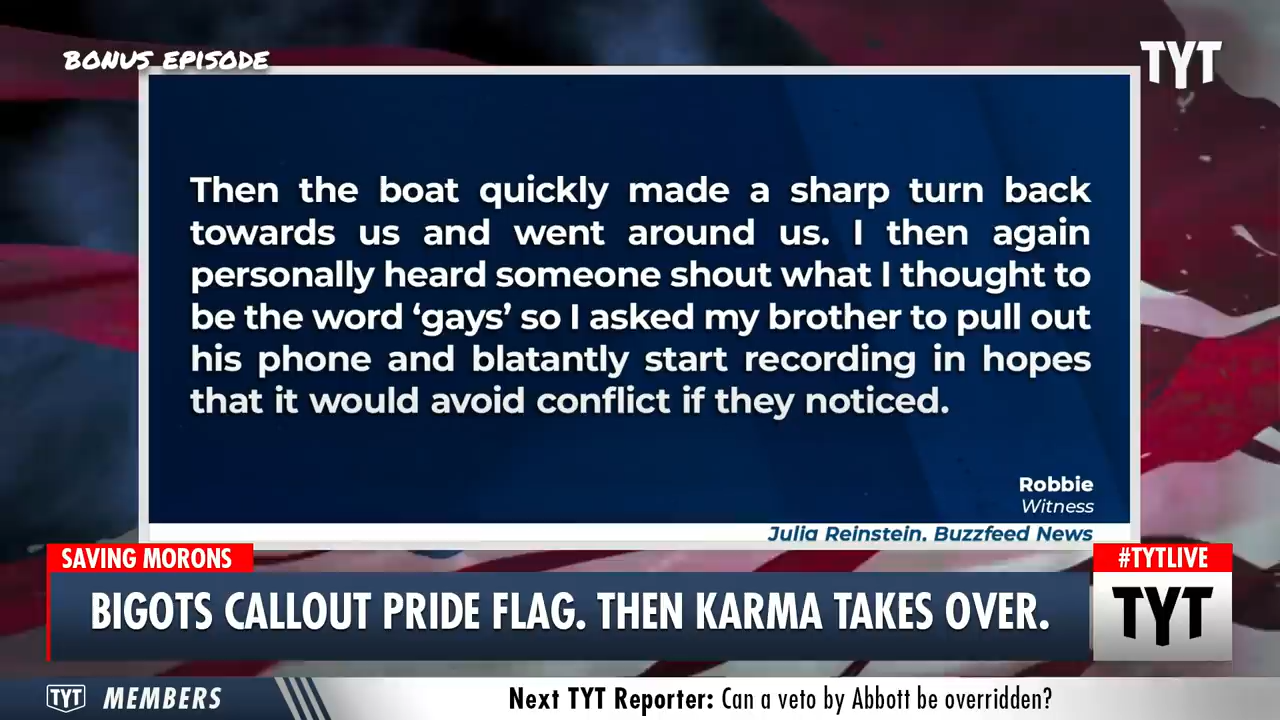 BONUS EPISODE
TYT
Then the boat quickly made a sharp turn back
towards us and went around us. I then again
personally heard someone shout what I thought to
be the word ‘gays’ so I asked my brother to pull out
his phone and blatantly start recording in hopes
that it would avoid conflict if they noticed.
Robbie
Witness
Julia Reinstein, Buzzfeed News
SAVING MORONS
#TYTLIVE
BIGOTS CALLOUT PRIDE FLAG. THEN KARMA TAKES OVER.
TYT
TYT MEMBERS
Next TYT Reporter: Can a veto by Abbott be overridden?